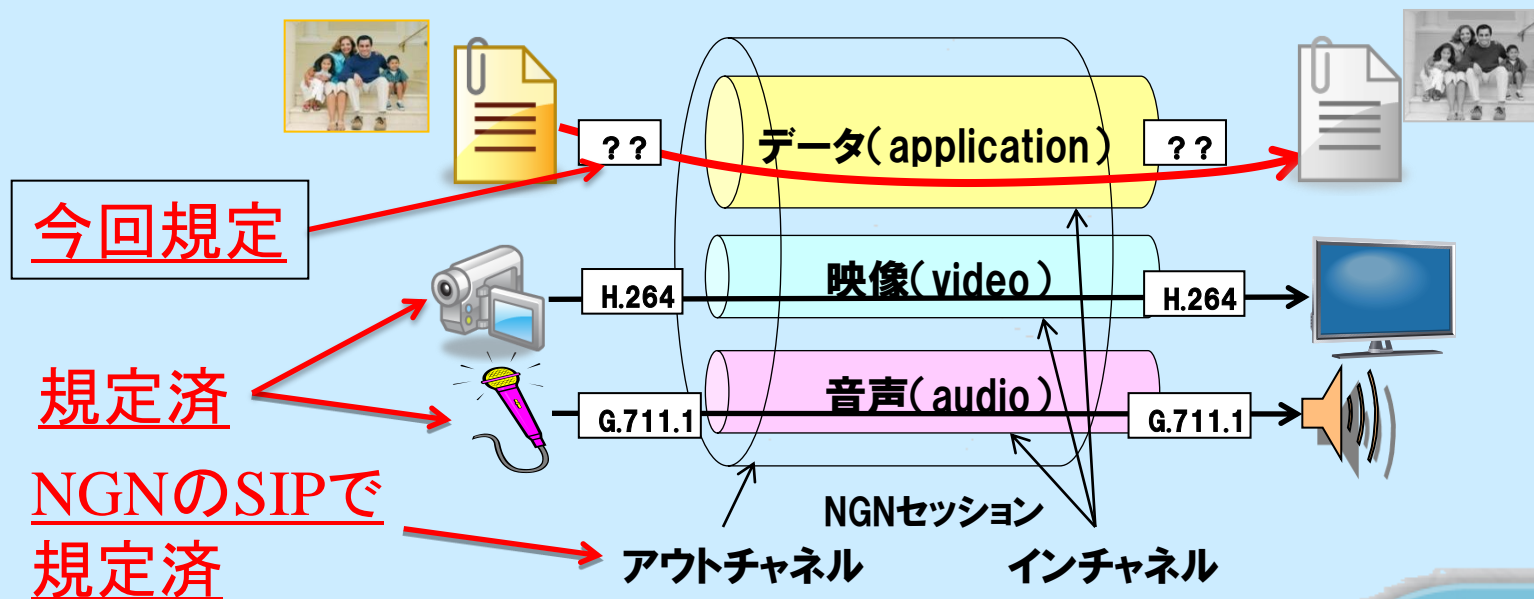 ？？
データ(application)
？？
今回規定
映像(video)
H.264
H.264
規定済
音声(audio)
G.711.1
G.711.1
NGNのSIPで
規定済
NGNセッション
アウトチャネル
インチャネル